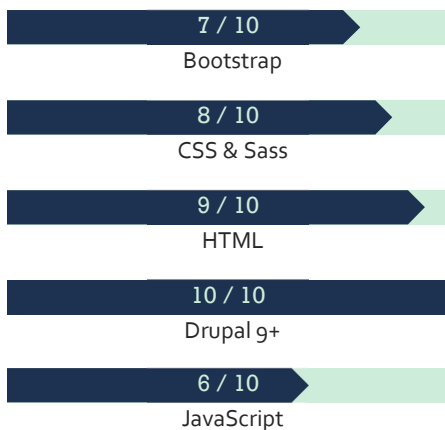 7 / 10
Bootstrap
8 / 10
CSS & Sass
9 / 10
HTML
10 / 10
Drupal 9+
6 / 10
JavaScript